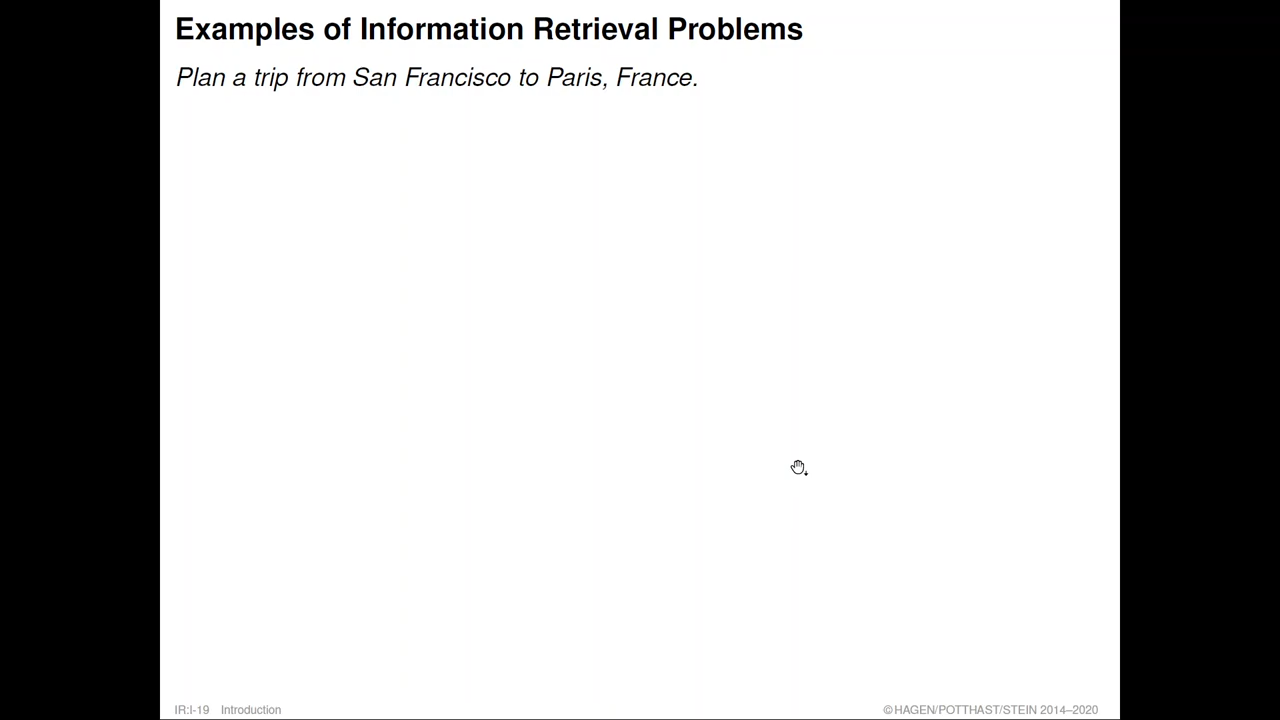 Examples of Information Retrieval Problems
Plan a trip from San Francisco to Paris, France.
IR:I-19 Introduction
©HAGEN/POTTHAST/STEIN 2014–2020